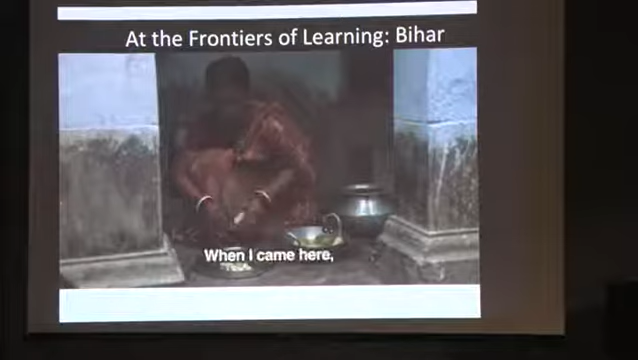 At the Frontiers of Learning: Bihar
When I came here,